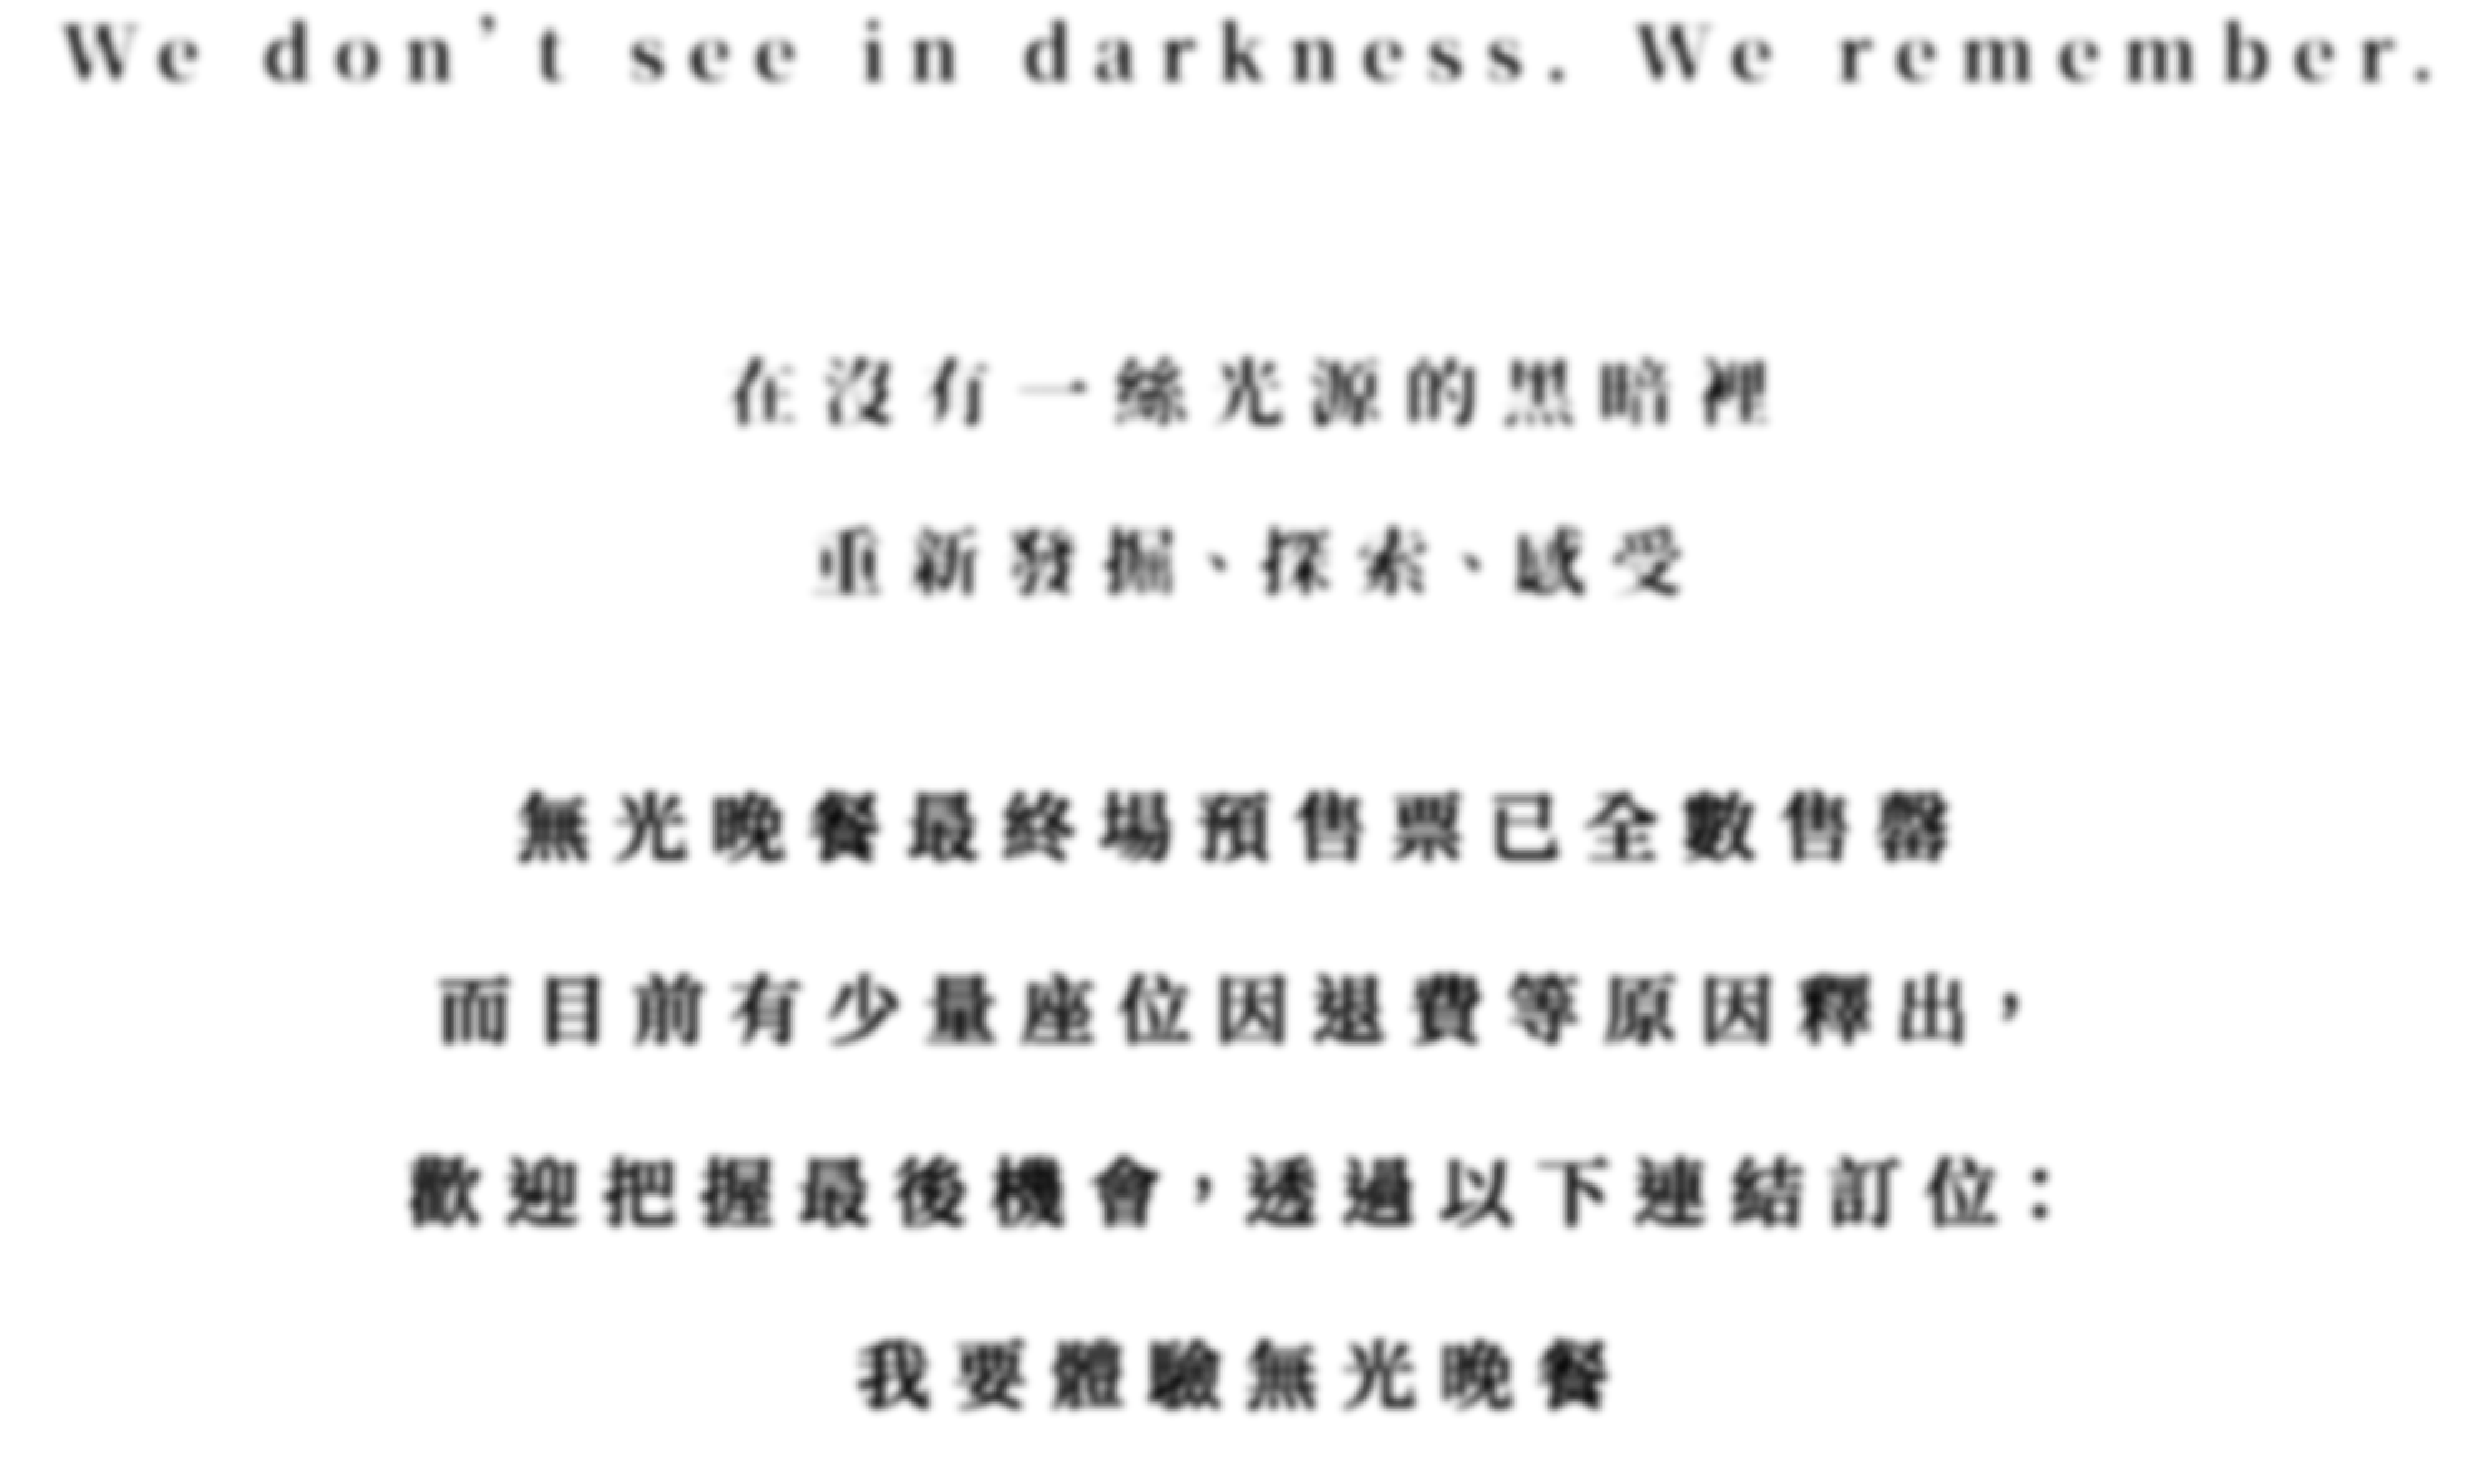 We don’t see in darkness. We remember.
在沒有一絲光源的黑暗裡
重新發掘、探索、感受
無光晚餐最終場預售票已全數售罄
而目前有少量座位因退費等原因釋出，
歡迎把握最後機會，透過以下連結訂位：
我要體驗無光晚餐